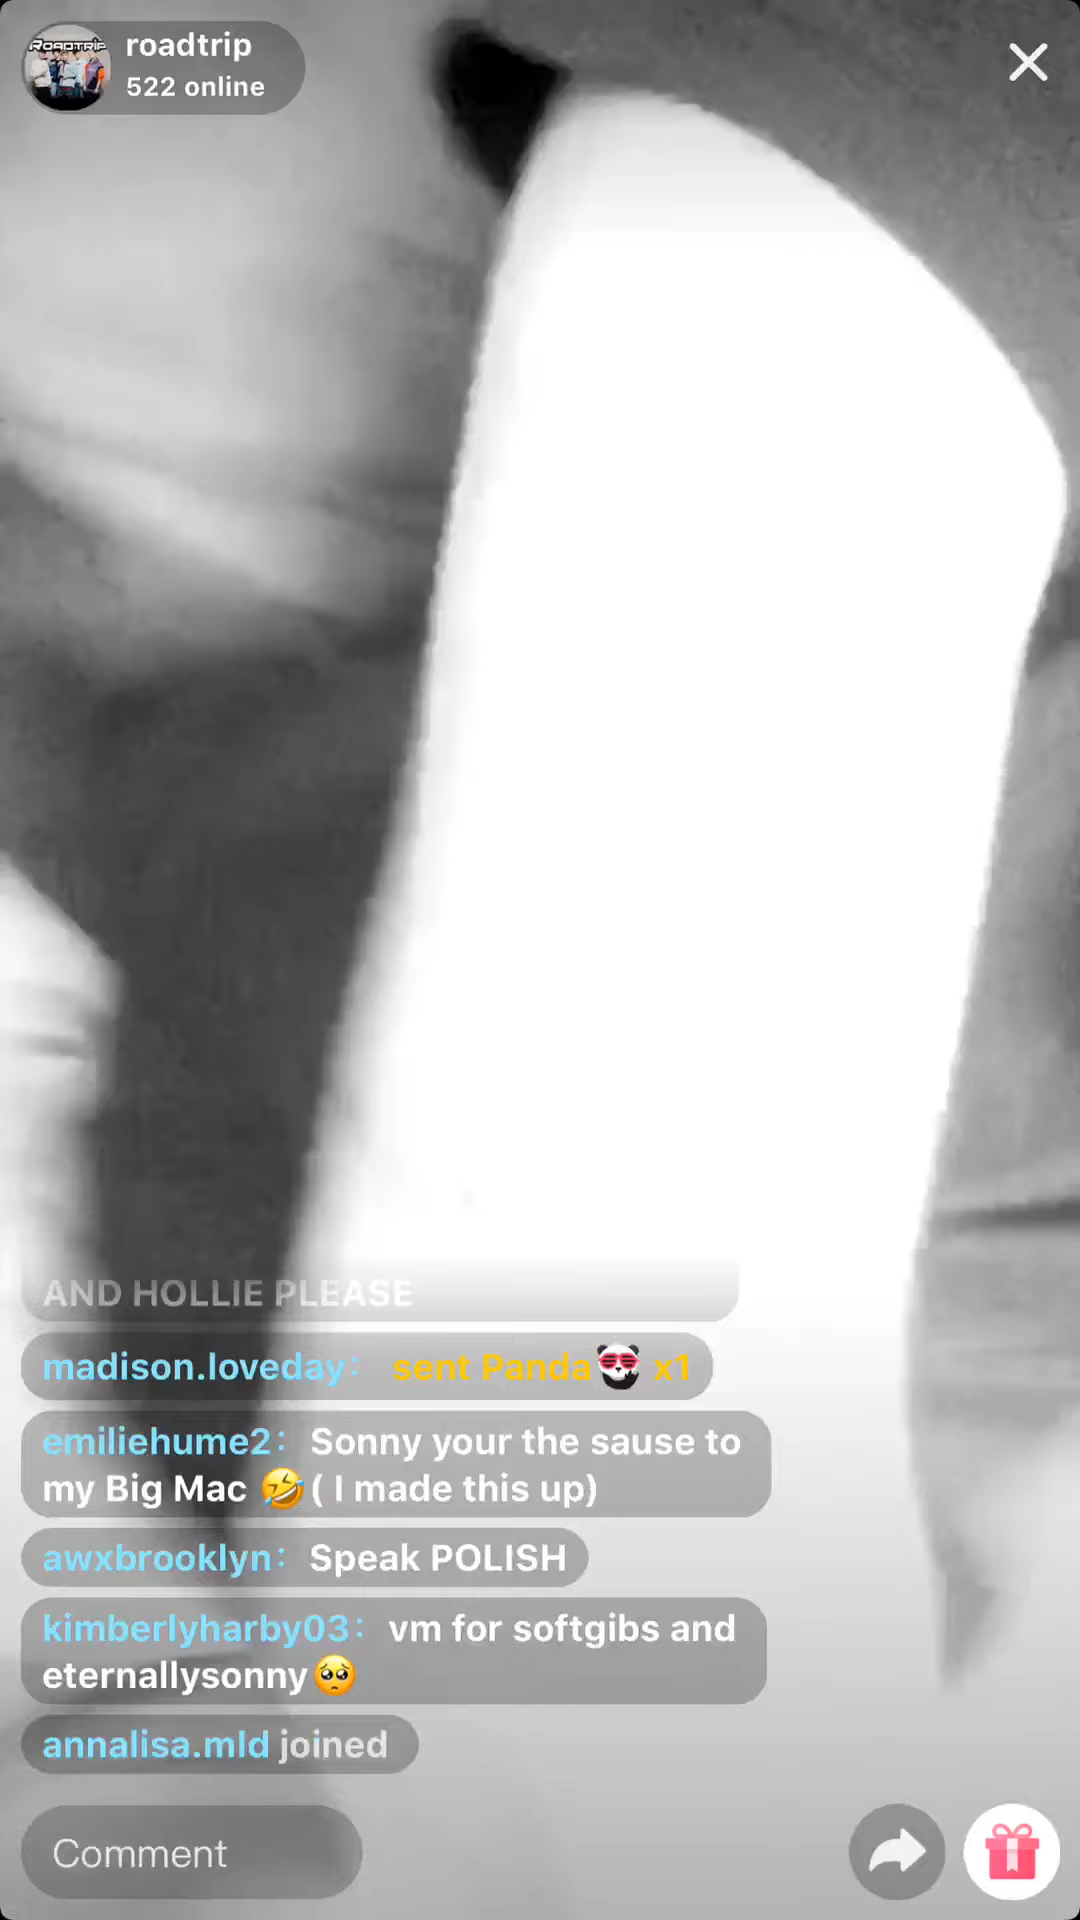 ROADTRIP
roadtrip
522 online
AND HOLLIE PLEASE
madison.loveday: sent Panda x1
emiliehume2: Sonny your the sause to
my Big Mac 🤣 ( I made this up)
awxbrooklyn: Speak POLISH
kimberlyharby03: vm for softgibs and
eternallysonny🥺
annalisa.mld joined
Comment